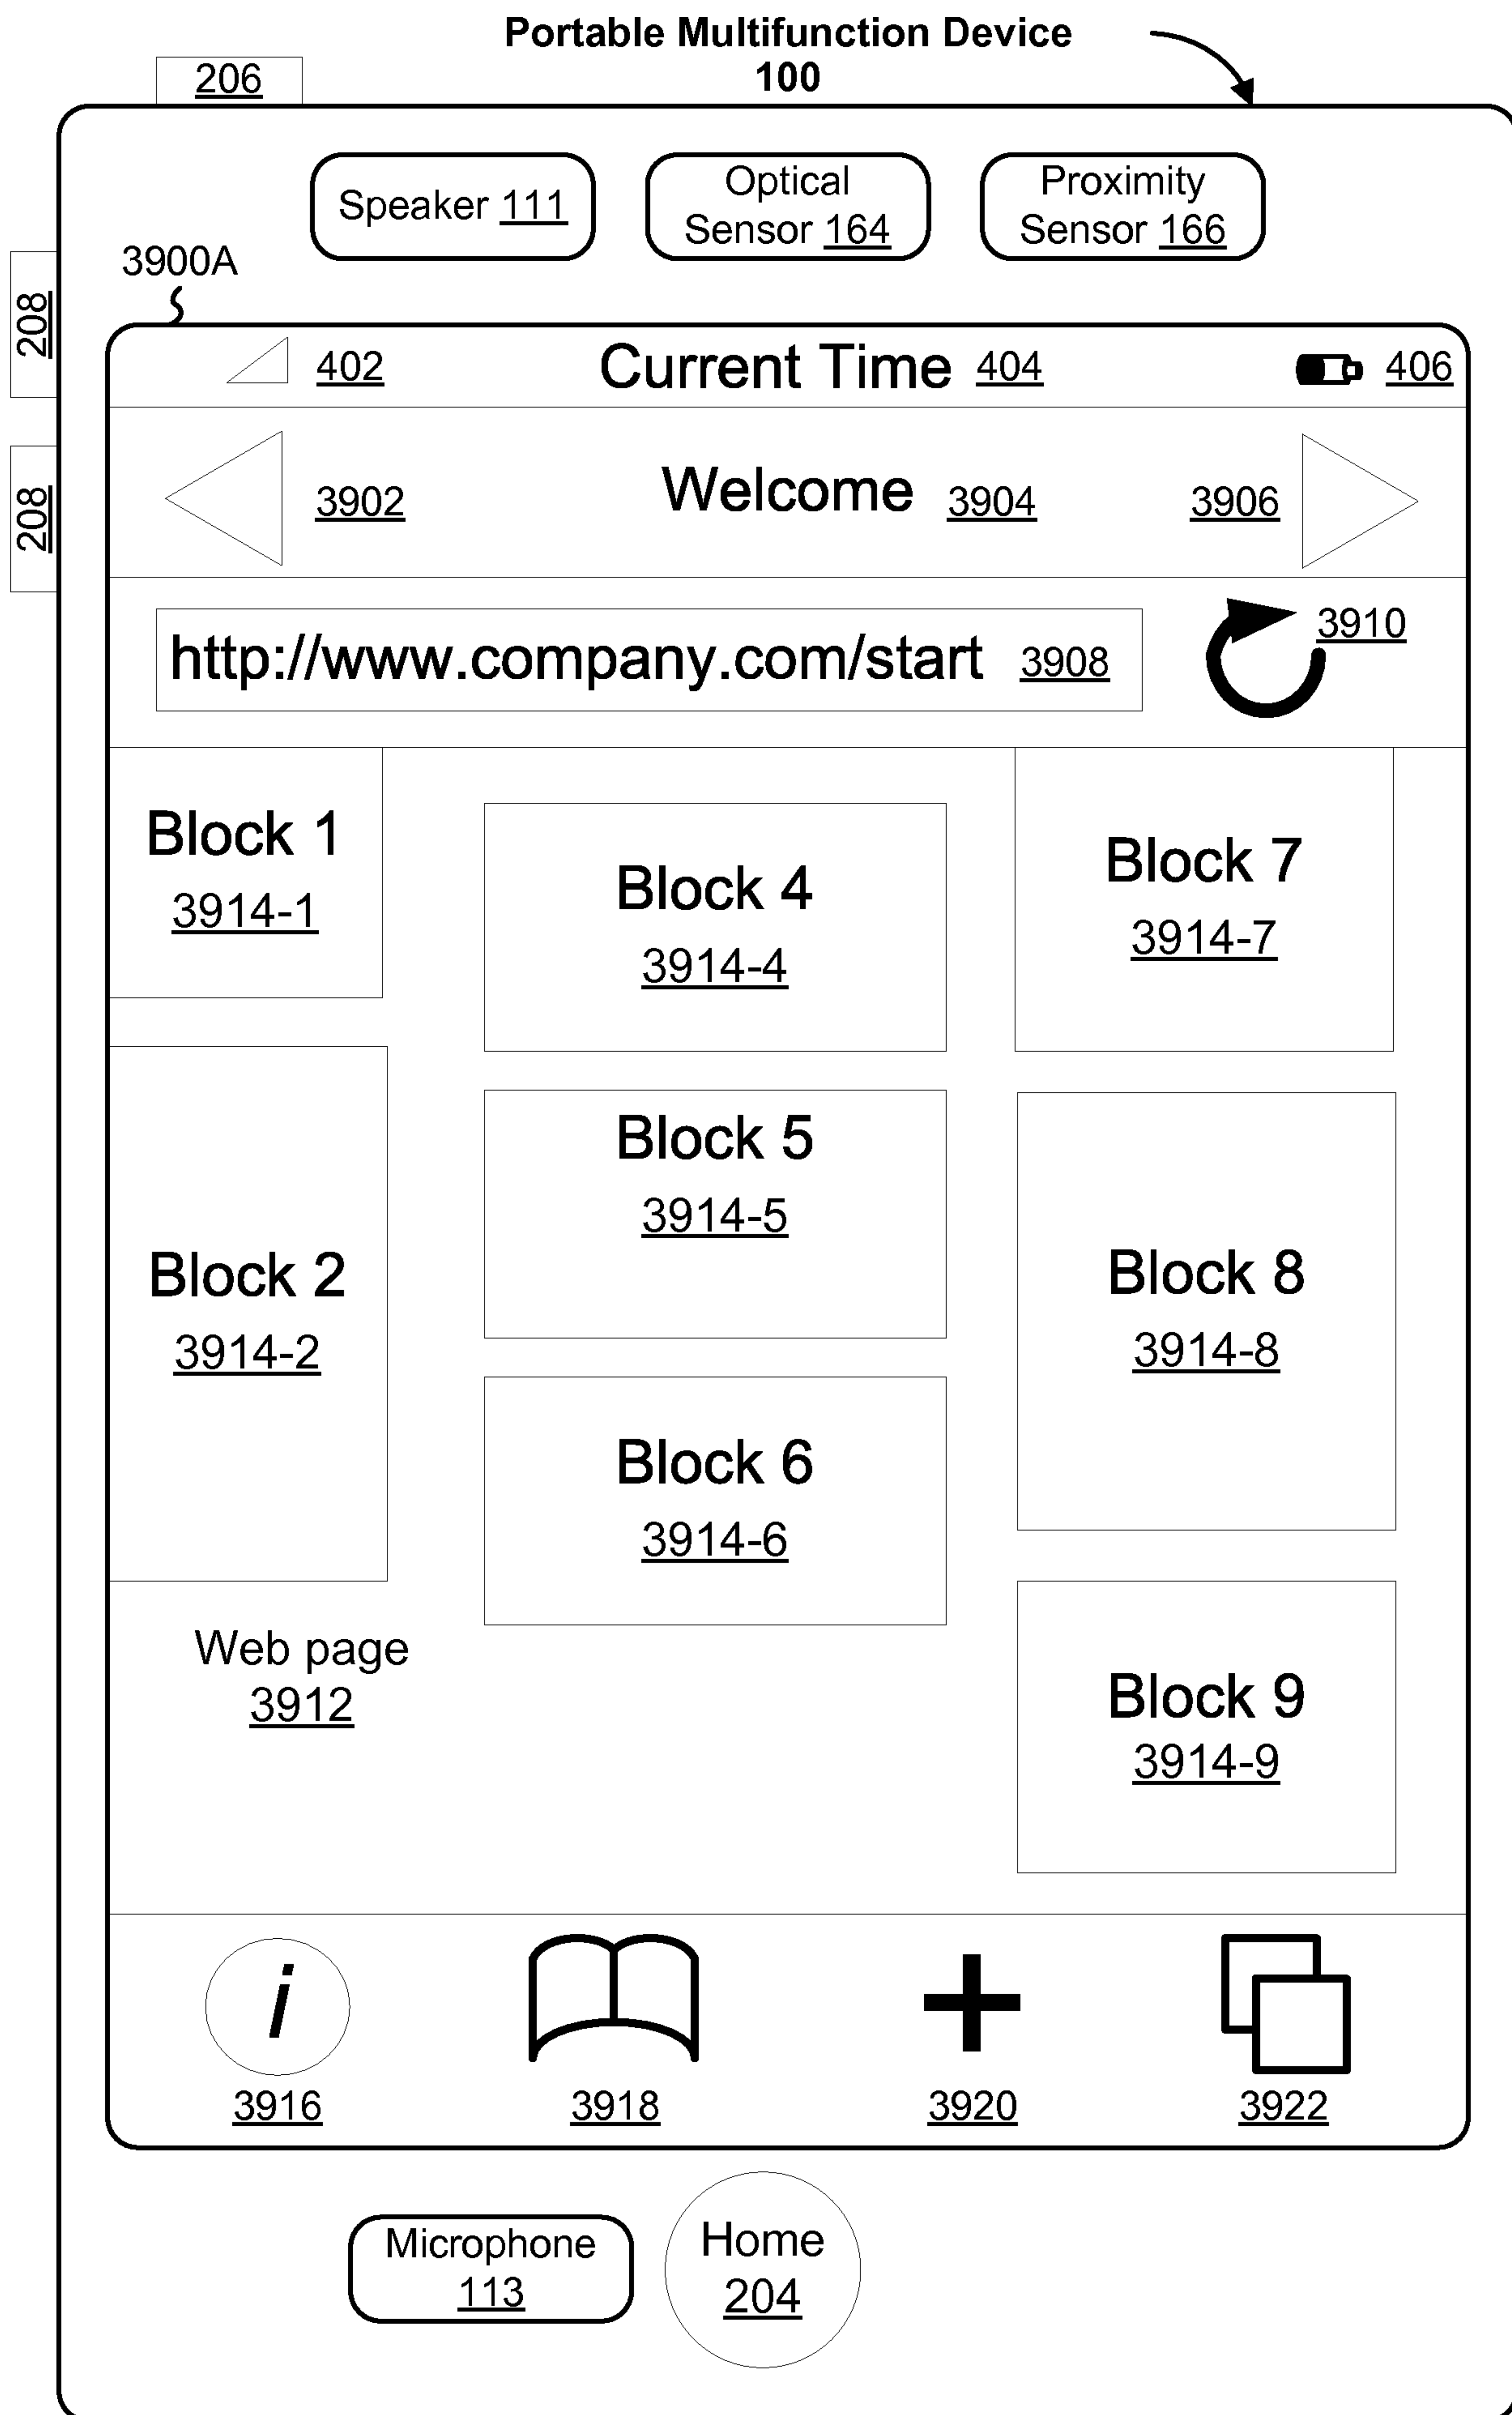 Portable Multifunction Device
100
206
Speaker 111
Optical
Sensor 164
Proximity
Sensor 166
3900A
208
208
402
Current Time 404
406
3902
Welcome 3904
3906
http://www.company.com/start 3908
3910
Block 1
3914-1
Block 2
3914-2
Web page
3912
Block 4
3914-4
Block 5
3914-5
Block 6
3914-6
Block 7
3914-7
Block 8
3914-8
Block 9
3914-9
i
3916
3918
3920
3922
Microphone
113
Home
204